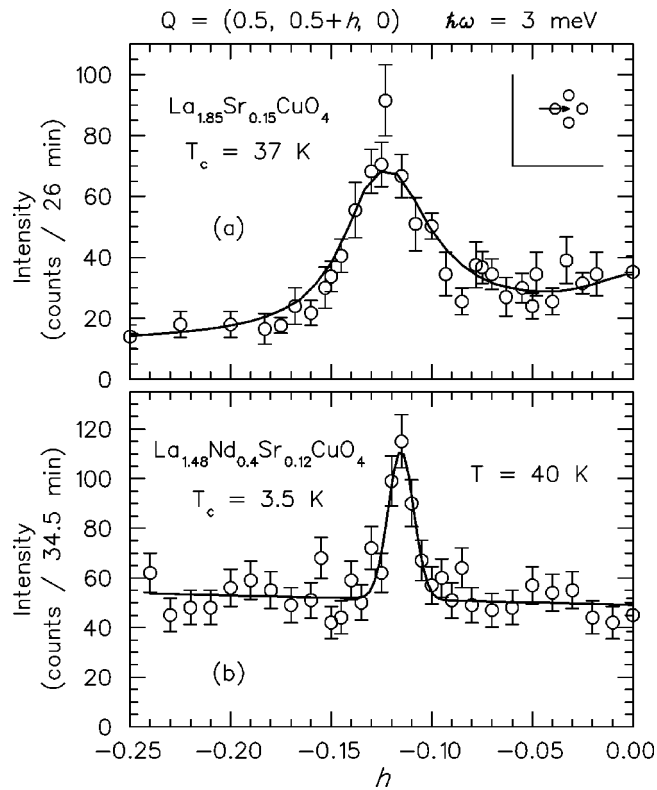 Q = (0.5, 0.5+h, 0) ħω = 3 meV
100
80
60
40
20
0
Intensity
(counts / 26 min)
La1.85Sr0.15CuO4
Tc = 37 K
(a)
120
100
80
60
40
20
0
Intensity
(counts / 34.5 min)
La1.48Nd0.4Sr0.12CuO4
Tc = 3.5 K
T = 40 K
(b)
−0.25 −0.20 −0.15 −0.10 −0.05 0.00
h